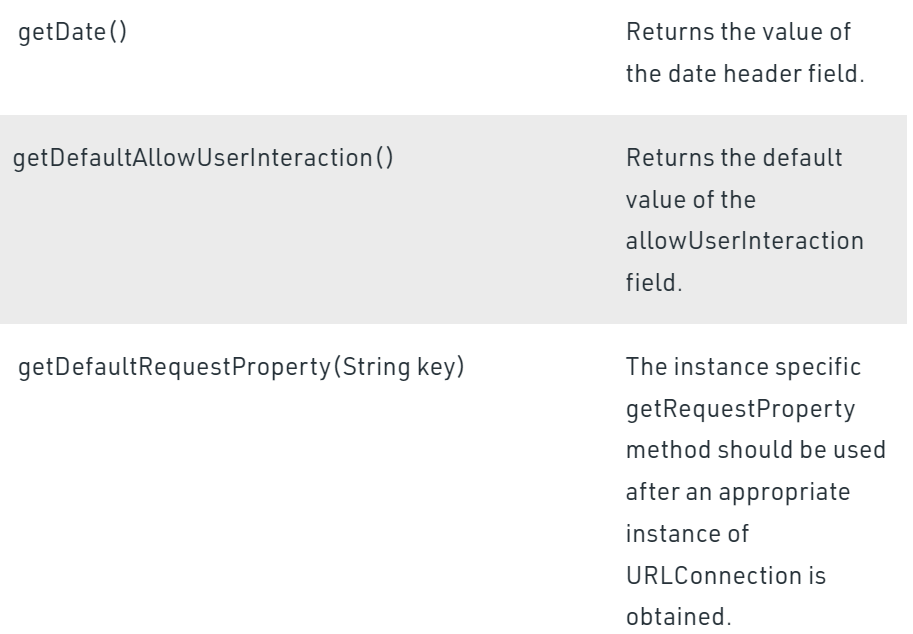 getDate()
Returns the value of
the date header field.
getDefaultAllowUserInteraction()
Returns the default
value of the
allowUserInteraction
field.
getDefaultRequestProperty(String key)
The instance specific
getRequestProperty
method should be used
after an appropriate
instance of
URLConnection is
obtained.